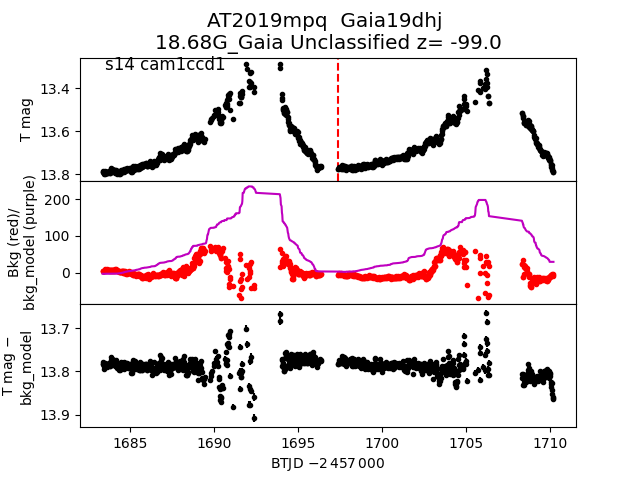 AT2019mpq  Gaia19dhj
18.68G_Gaia Unclassified z= -99.0
s14 cam1ccd1
T mag
13.4
13.6
13.8
Bkg (red)/
bkg_model (purple)
200
100
0
T mag −
bkg_model
13.7
13.8
13.9
1685 1690 1695 1700 1705 1710
BTJD −2 457 000